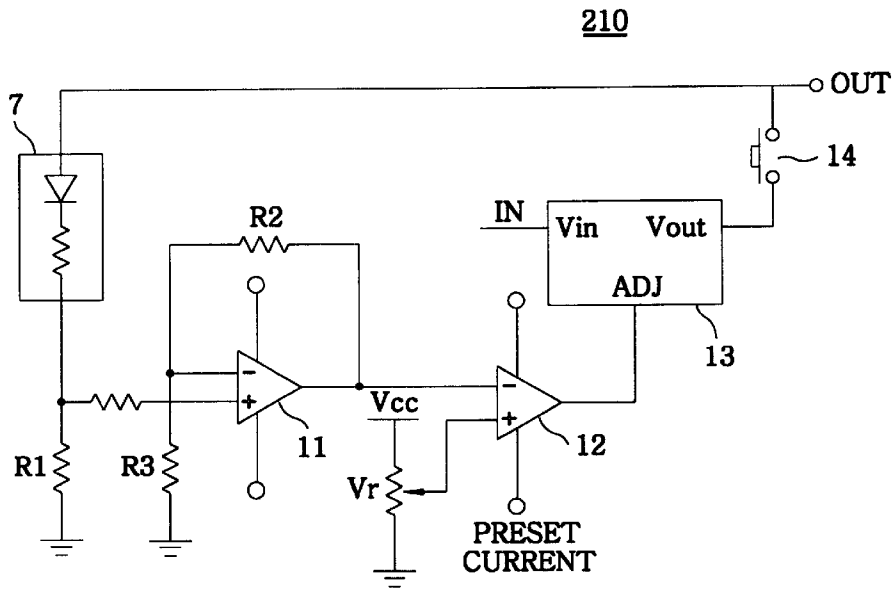 210
OUT
7
14
IN
Vin
Vout
ADJ
13
R2
−
+
11
R1
R3
Vcc
Vr
−
+
12
PRESET
CURRENT